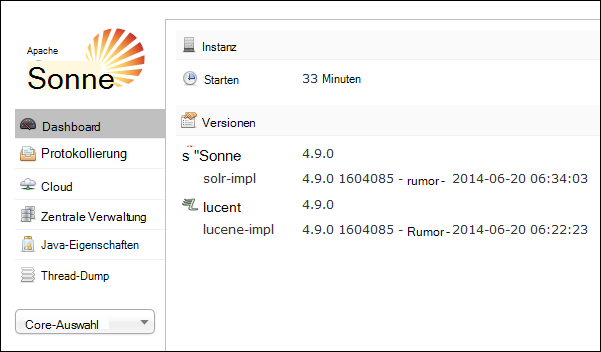 Apache
Sonne
Dashboard
Protokollierung
Cloud
Zentrale Verwaltung
Java-Eigenschaften
Thread-Dump
Core-Auswahl
Instanz
Starten 33 Minuten
Versionen
s "Sonne 4.9.0
solr-impl 4.9.0 1604085 - rumor - 2014-06-20 06:34:03
lucent 4.9.0
lucene-impl 4.9.0 1604085 - Rumor - 2014-06-20 06:22:23